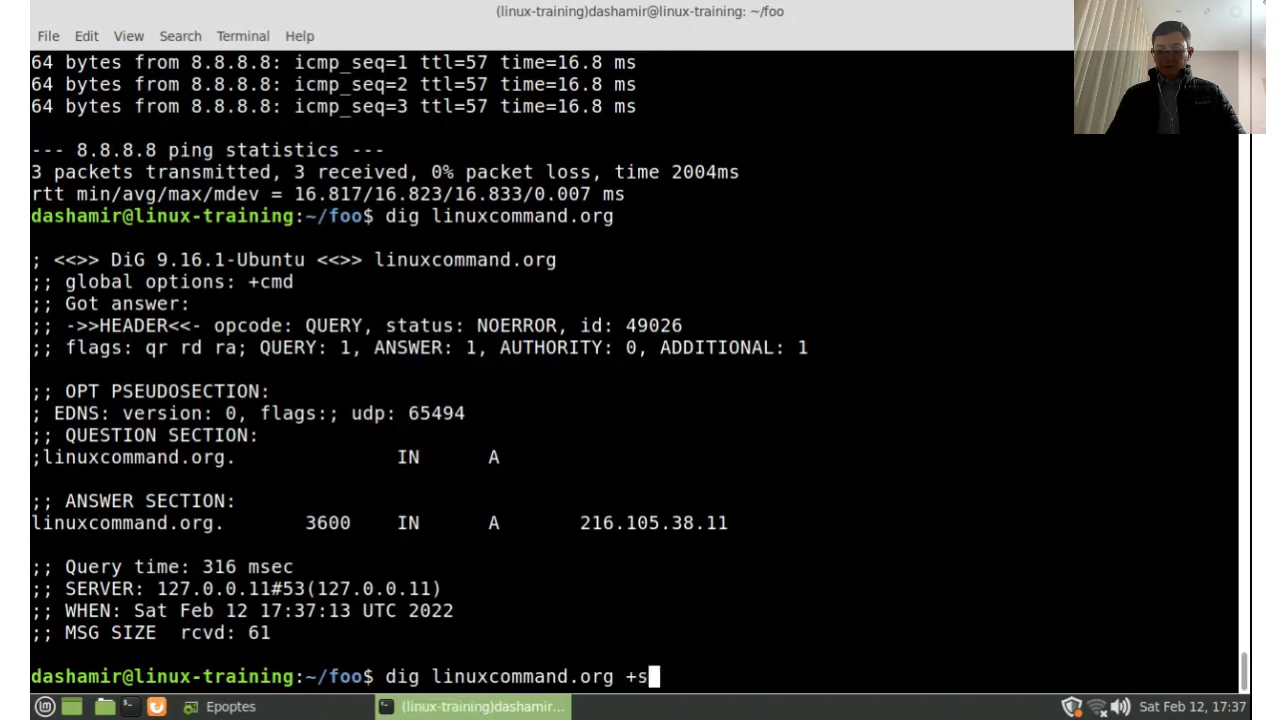 (linux-training)dashamir@linux-training: ~/foo
File Edit View Search Terminal Help
64 bytes from 8.8.8.8: icmp_seq=1 ttl=57 time=16.8 ms
64 bytes from 8.8.8.8: icmp_seq=2 ttl=57 time=16.8 ms
64 bytes from 8.8.8.8: icmp_seq=3 ttl=57 time=16.8 ms
--- 8.8.8.8 ping statistics ---
3 packets transmitted, 3 received, 0% packet loss, time 2004ms
rtt min/avg/max/mdev = 16.817/16.823/16.833/0.007 ms
dashamir@linux-training:~/foo$ dig linuxcommand.org
; <<>> DiG 9.16.1-Ubuntu <<>> linuxcommand.org
;; global options: +cmd
;; Got answer:
;; ->>HEADER<<- opcode: QUERY, status: NOERROR, id: 49026
;; flags: qr rd ra; QUERY: 1, ANSWER: 1, AUTHORITY: 0, ADDITIONAL: 1
;; OPT PSEUDOSECTION:
; EDNS: version: 0, flags:; udp: 65494
;; QUESTION SECTION:
;linuxcommand.org. IN A
;; ANSWER SECTION:
linuxcommand.org. 3600 IN A 216.105.38.11
;; Query time: 316 msec
;; SERVER: 127.0.0.11#53(127.0.0.11)
;; WHEN: Sat Feb 12 17:37:13 UTC 2022
;; MSG SIZE rcvd: 61
dashamir@linux-training:~/foo$ dig linuxcommand.org +s
Epoptes (linux-training)dashamir... Sat Feb 12, 17:37